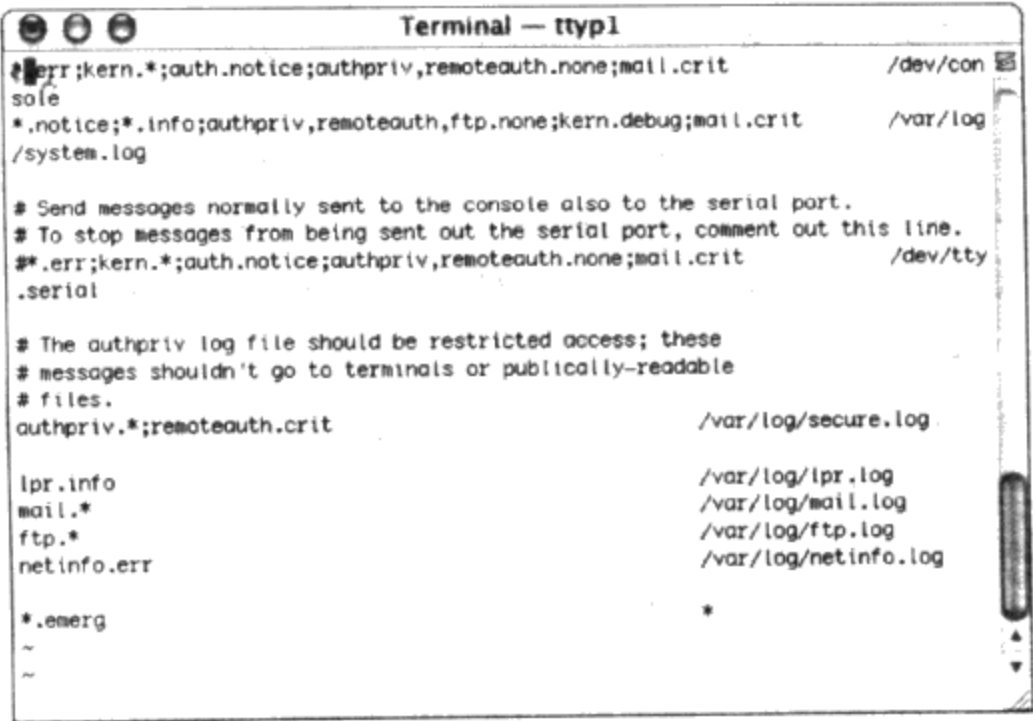 Terminal — ttyp1
*.err;kern.*;auth.notice;authpriv,remoteauth.none;mail.crit /dev/con
sole
*.notice;*.info;authpriv,remoteauth,ftp.none;kern.debug;mail.crit /var/log
/system.log
# Send messages normally sent to the console also to the serial port.
# To stop messages from being sent out the serial port, comment out this line.
#*.err;kern.*;auth.notice;authpriv,remoteauth.none;mail.crit /dev/tty
.serial
# The authpriv log file should be restricted access; these
# messages shouldn't go to terminals or publically-readable
# files.
authpriv.*;remoteauth.crit /var/log/secure.log
lpr.info /var/log/lpr.log
mail.* /var/log/mail.log
ftp.* /var/log/ftp.log
netinfo.err /var/log/netinfo.log
*.emerg *
~
~